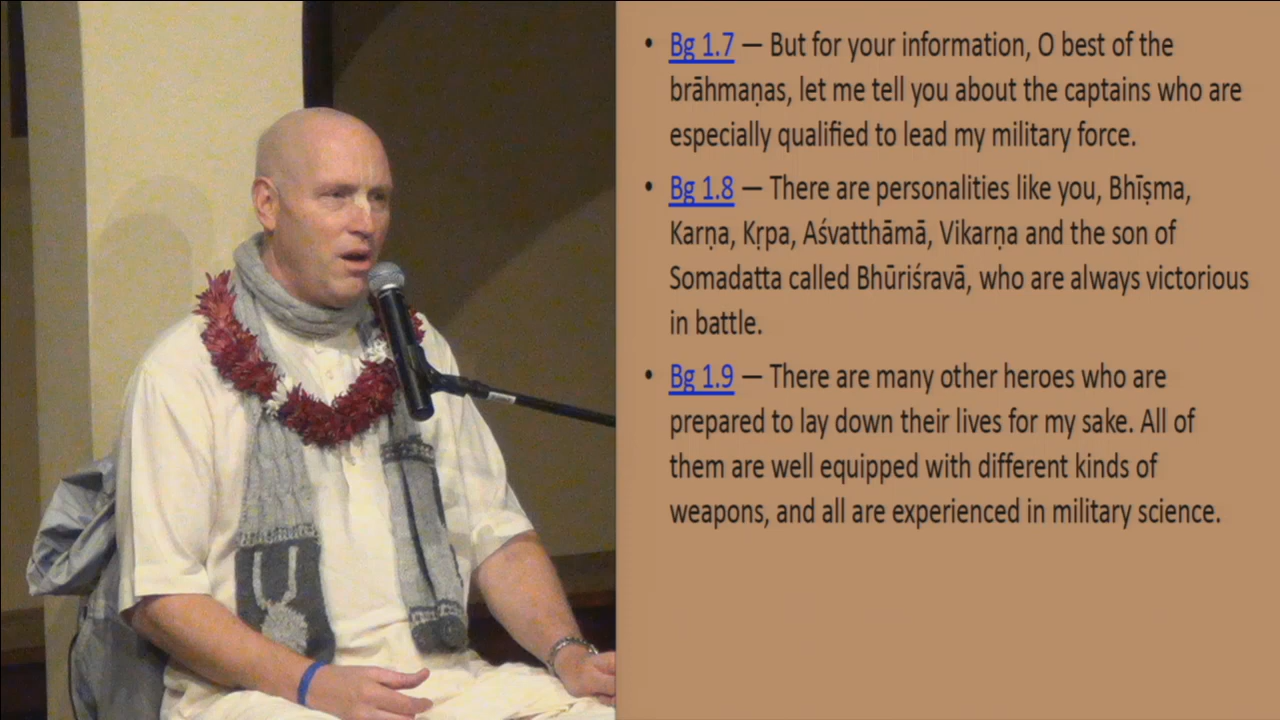 • Bg 1.7 — But for your information, O best of the
brāhmaṇas, let me tell you about the captains who are
especially qualified to lead my military force.
• Bg 1.8 — There are personalities like you, Bhīṣma,
Karṇa, Kṛpa, Aśvatthāmā, Vikarṇa and the son of
Somadatta called Bhūriśravā, who are always victorious
in battle.
• Bg 1.9 — There are many other heroes who are
prepared to lay down their lives for my sake. All of
them are well equipped with different kinds of
weapons, and all are experienced in military science.